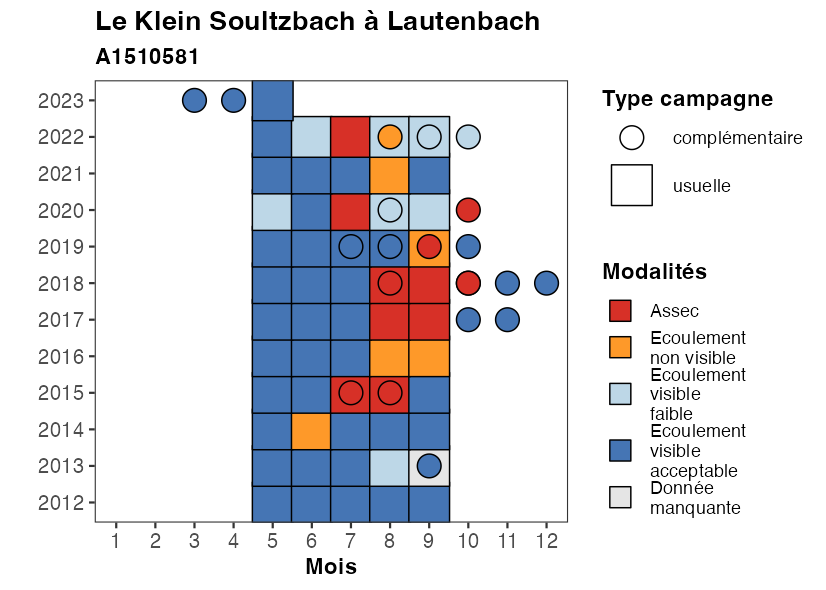 Le Klein Soultzbach à Lautenbach
A1510581
2023
2022
2021
2020
2019
2018
2017
2016
2015
2014
2013
2012
1 2 3 4 5 6 7 8 9 10 11 12
Mois
Type campagne
complémentaire
usuelle
Modalités
Assec
Ecoulement
non visible
Ecoulement
visible
faible
Ecoulement
visible
acceptable
Donnée
manquante